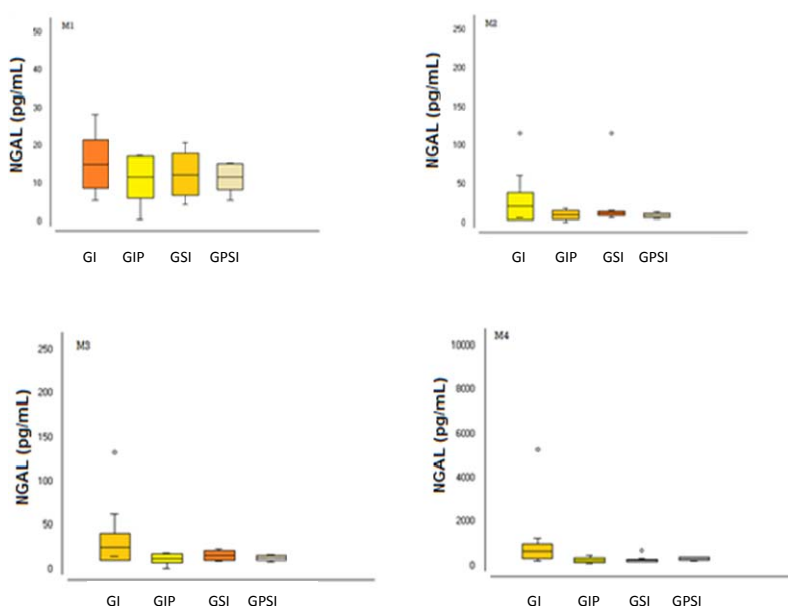 M1
NGAL (pg/mL)
50
40
30
20
10
0
GI GIP GSI GPSI
M2
NGAL (pg/mL)
250
200
150
100
50
0
GI GIP GSI GPSI
M3
NGAL (pg/mL)
250
200
150
100
50
0
GI GIP GSI GPSI
M4
NGAL (pg/mL)
10000
8000
6000
4000
2000
0
GI GIP GSI GPSI